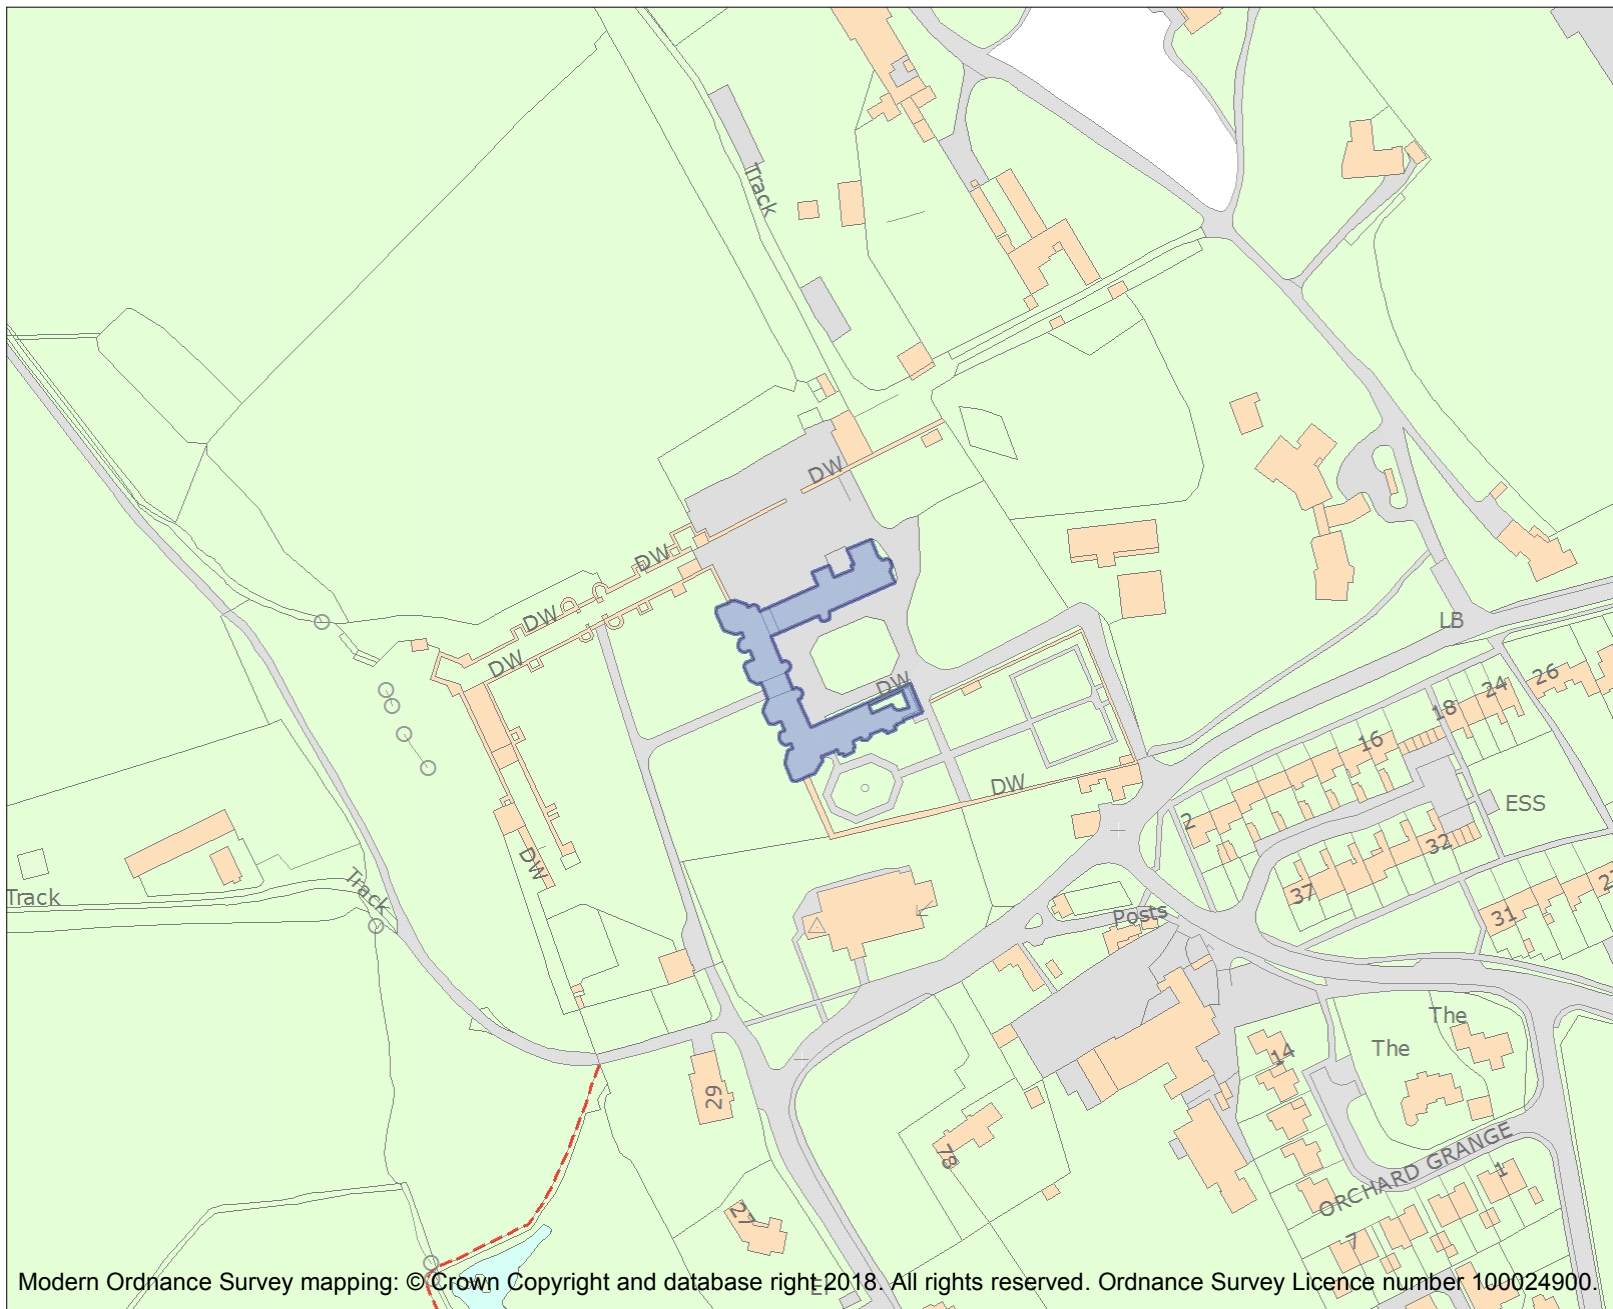 Track
DW
DW
DW
LB
DW
26
DW
24
DW
18
16
DW
ESS
2
32
DW
27
37
Track
Track
Posts
31
The
The
14
29
ORCHARD GRANGE
78
1
27
7
Modern Ordnance Survey mapping: © Crown Copyright and database right 2018. All rights reserved. Ordnance Survey Licence number 100024900.